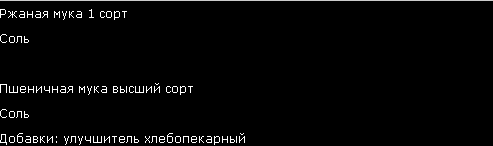 Ржаная мука 1 сорт
Соль
Пшеничная мука высший сорт
Соль
Добавки: улучшитель хлебопекарный